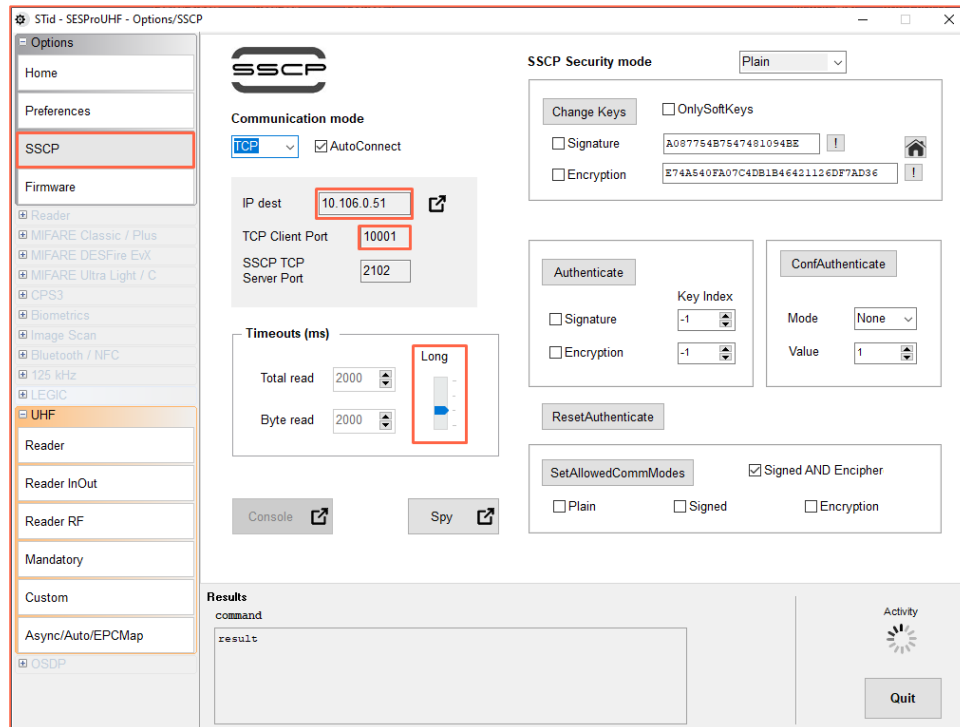 STid - SESProUHF - Options/SSCP
Options
Home
Preferences
SSCP
Firmware
Reader
MIFARE Classic / Plus
MIFARE DESFire EvX
MIFARE Ultra Light / C
CPS3
Biometrics
Image Scan
Bluetooth / NFC
125 kHz
LEGIC
UHF
Reader
Reader InOut
Reader RF
Mandatory
Custom
Async/Auto/EPCMap
OSDP
SSCP
Communication mode
TCP
AutoConnect
IP dest
10.106.0.51
TCP Client Port
10001
SSCP TCP
Server Port
2102
Timeouts (ms)
Long
Total read
2000
Byte read
2000
Console
Spy
SSCP Security mode
Plain
Change Keys
OnlySoftKeys
Signature
A087754B7547481094BE
!
Encryption
E74A540FA07C4DB1B46421126DF7AD36
!
Authenticate
Key Index
Signature
-1
Encryption
-1
ConfAuthenticate
Mode
None
Value
1
ResetAuthenticate
SetAllowedCommModes
Signed AND Encipher
Plain
Signed
Encryption
Results
command
result
Activity
Quit